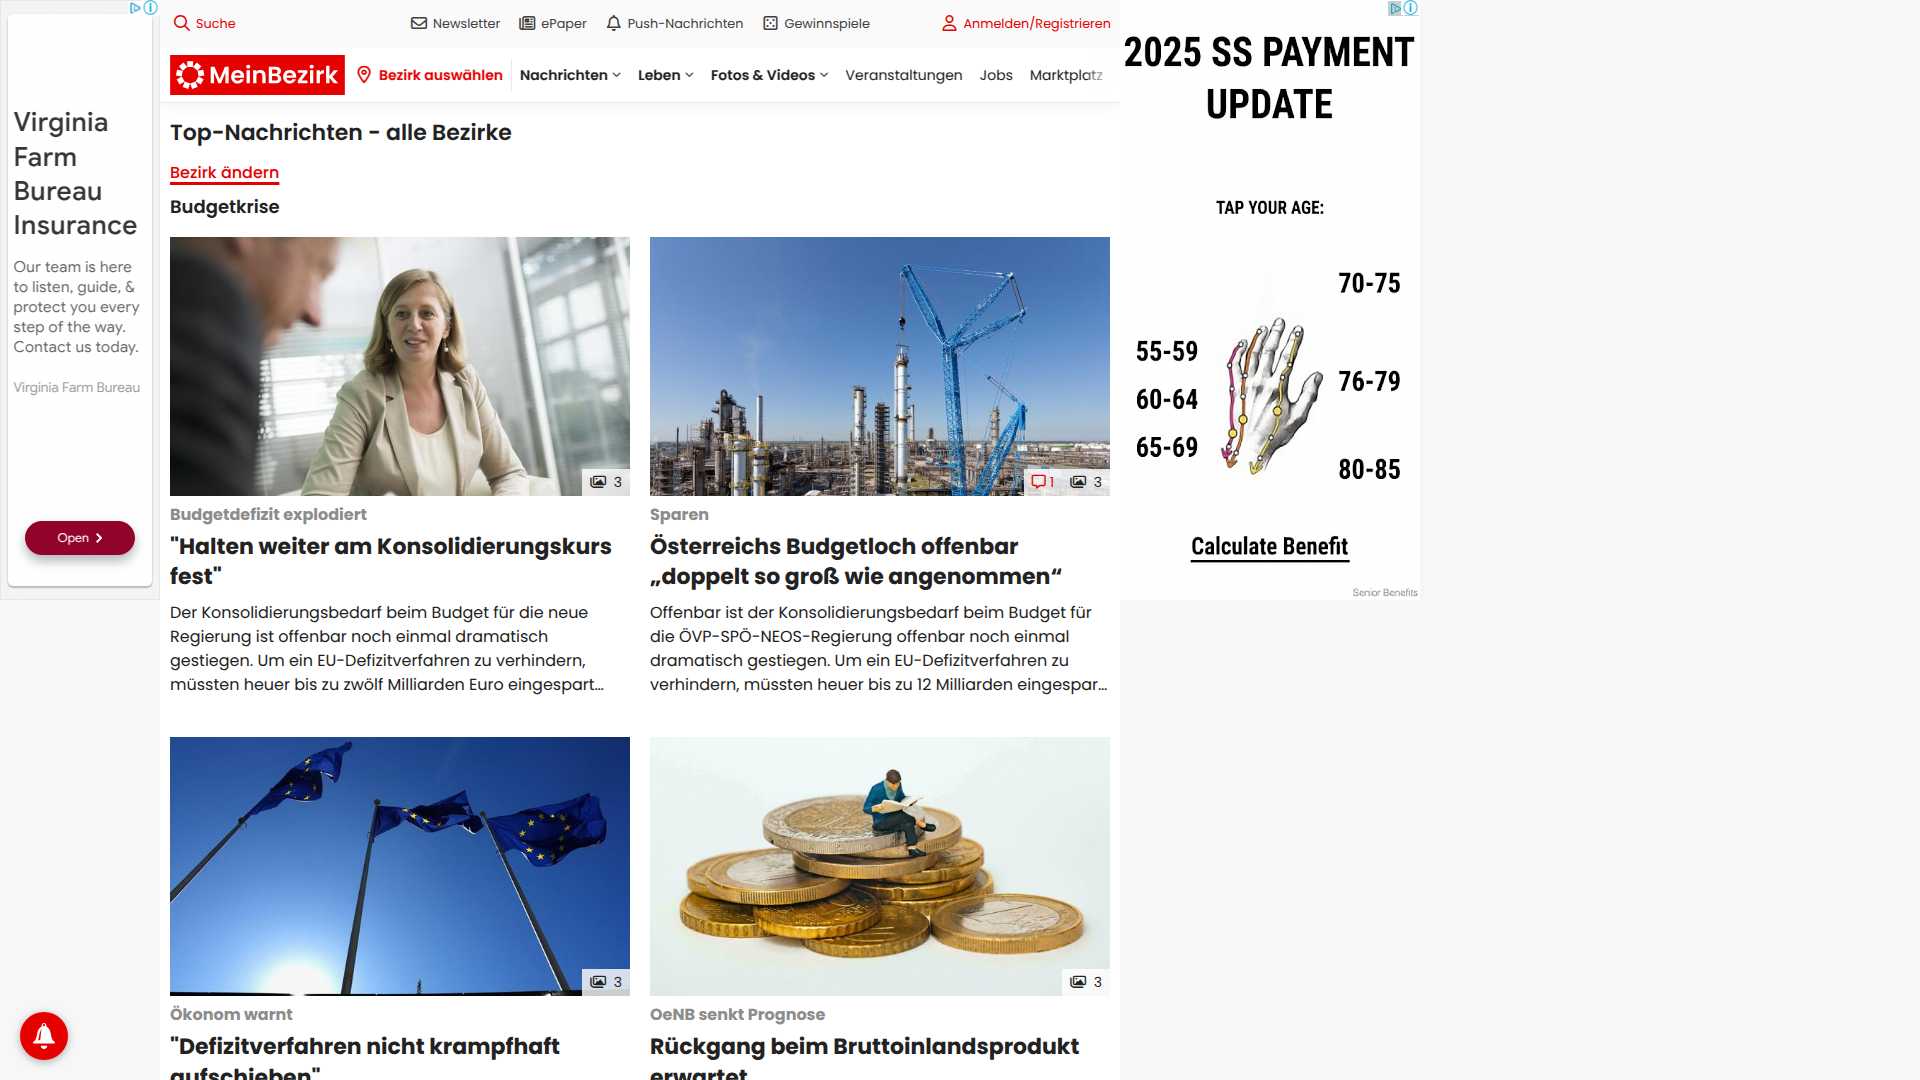 Suche
Newsletter
ePaper
Push-Nachrichten
Gewinnspiele
Anmelden/Registrieren
MeinBezirk
Bezirk auswählen
Nachrichten
Leben
Fotos & Videos
Veranstaltungen
Jobs
Marktplatz
Virginia
Farm
Bureau
Insurance
Our team is here
to listen, guide, &
protect you every
step of the way.
Contact us today.
Virginia Farm Bureau
Open
Top-Nachrichten - alle Bezirke
Bezirk ändern
Budgetkrise
3
Budgetdefizit explodiert
"Halten weiter am Konsolidierungskurs
fest"
Der Konsolidierungsbedarf beim Budget für die neue
Regierung ist offenbar noch einmal dramatisch
gestiegen. Um ein EU-Defizitverfahren zu verhindern,
müssten heuer bis zu zwölf Milliarden Euro eingespart...
1
3
Sparen
Österreichs Budgetloch offenbar
„doppelt so groß wie angenommen“
Offenbar ist der Konsolidierungsbedarf beim Budget für
die ÖVP-SPÖ-NEOS-Regierung offenbar noch einmal
dramatisch gestiegen. Um ein EU-Defizitverfahren zu
verhindern, müssten heuer bis zu 12 Milliarden eingespar...
3
Ökonom warnt
"Defizitverfahren nicht krampfhaft
aufschieben"
3
OeNB senkt Prognose
Rückgang beim Bruttoinlandsprodukt
erwartet
2025 SS PAYMENT
UPDATE
TAP YOUR AGE:
70-75
55-59
76-79
60-64
65-69
80-85
Calculate Benefit
Senior Benefits